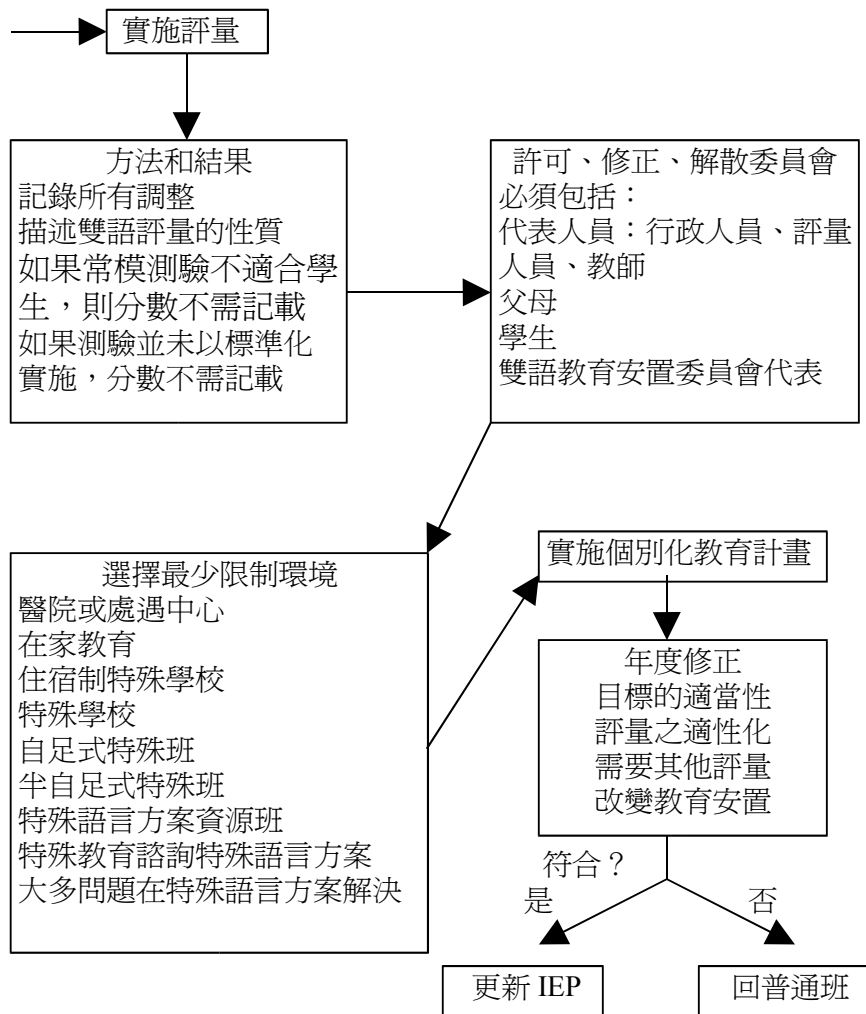 實施評量
方法和結果
記錄所有調整
描述雙語評量的性質
如果常模測驗不適合學
生，則分數不需記載
如果測驗並未以標準化
實施，分數不需記載
許可、修正、解散委員會
必須包括：
代表人員：行政人員、評量
人員、教師
父母
學生
雙語教育安置委員會代表
選擇最少限制環境
醫院或處遇中心
在家教育
住宿制特殊學校
特殊學校
自足式特殊班
半自足式特殊班
特殊語言方案資源班
特殊教育諮詢特殊語言方案
大多問題在特殊語言方案解決
實施個別化教育計畫
年度修正
目標的適當性
評量之適性化
需要其他評量
改變教育安置
符合？
是
否
更新 IEP
回普通班